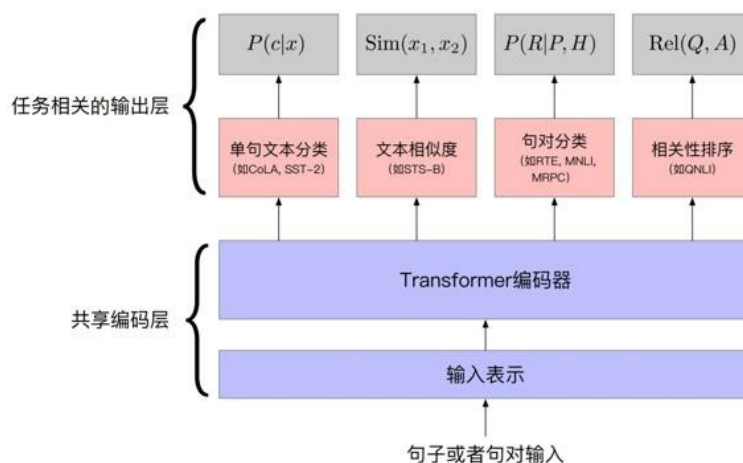 P(c|x)
Sim(x₁, x₂)
P(R|P, H)
Rel(Q, A)
任务相关的输出层
单句文本分类
(如CoLA, SST-2)
文本相似度
(如STS-B)
句对分类
(如RTE, MNLI,
MRPC)
相关性排序
(如QNLI)
共享编码层
Transformer编码器
输入表示
句子或者句对输入